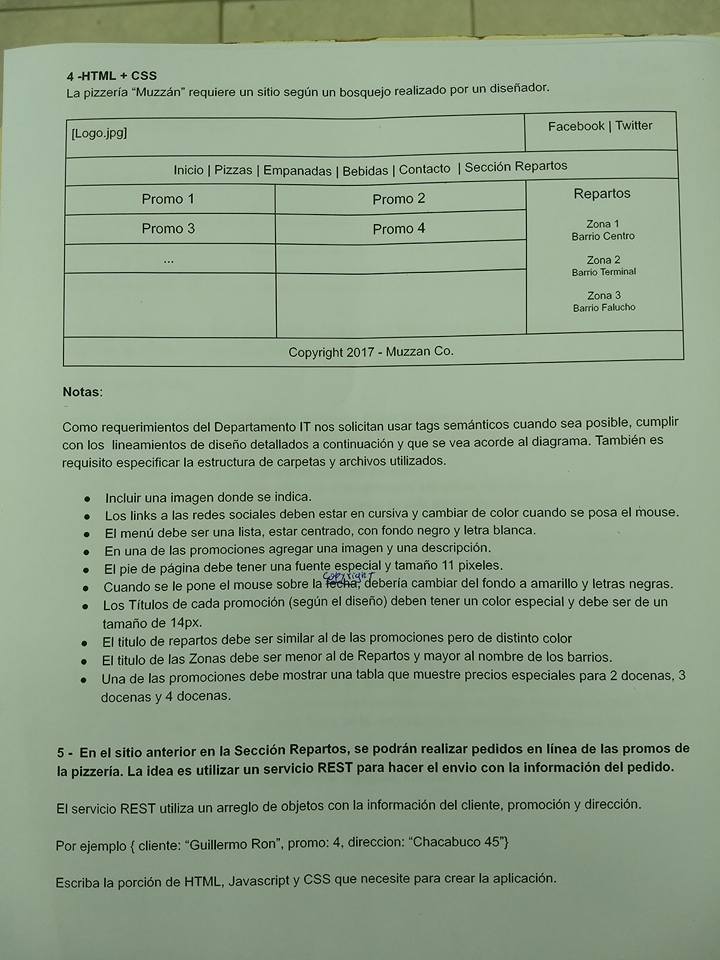 4 -HTML + CSS
La pizzería “Muzzán” requiere un sitio según un bosquejo realizado por un diseñador.
[Logo.jpg]
Facebook | Twitter
Inicio | Pizzas | Empanadas | Bebidas | Contacto | Sección Repartos
Promo 1
Promo 2
Promo 3
Promo 4
...
Repartos
Zona 1
Barrio Centro
Zona 2
Barrio Terminal
Zona 3
Barrio Falucho
Copyright 2017 - Muzzan Co.
Notas:
Como requerimientos del Departamento IT nos solicitan usar tags semánticos cuando sea posible, cumplir
con los lineamientos de diseño detallados a continuación y que se vea acorde al diagrama. También es
requisito especificar la estructura de carpetas y archivos utilizados.
● Incluir una imagen donde se indica.
● Los links a las redes sociales deben estar en cursiva y cambiar de color cuando se posa el mouse.
● El menú debe ser una lista, estar centrado, con fondo negro y letra blanca.
● En una de las promociones agregar una imagen y una descripción.
● El pie de página debe tener una fuente especial y tamaño 11 pixeles.
copyright
● Cuando se le pone el mouse sobre la fecha, debería cambiar del fondo a amarillo y letras negras.
● Los Títulos de cada promoción (según el diseño) deben tener un color especial y debe ser de un
tamaño de 14px.
● El titulo de repartos debe ser similar al de las promociones pero de distinto color
● El titulo de las Zonas debe ser menor al de Repartos y mayor al nombre de los barrios.
● Una de las promociones debe mostrar una tabla que muestre precios especiales para 2 docenas, 3
docenas y 4 docenas.
5 - En el sitio anterior en la Sección Repartos, se podrán realizar pedidos en línea de las promos de
la pizzería. La idea es utilizar un servicio REST para hacer el envio con la información del pedido.
El servicio REST utiliza un arreglo de objetos con la información del cliente, promoción y dirección.
Por ejemplo { cliente: “Guillermo Ron”, promo: 4, direccion: “Chacabuco 45”}
Escriba la porción de HTML, Javascript y CSS que necesite para crear la aplicación.